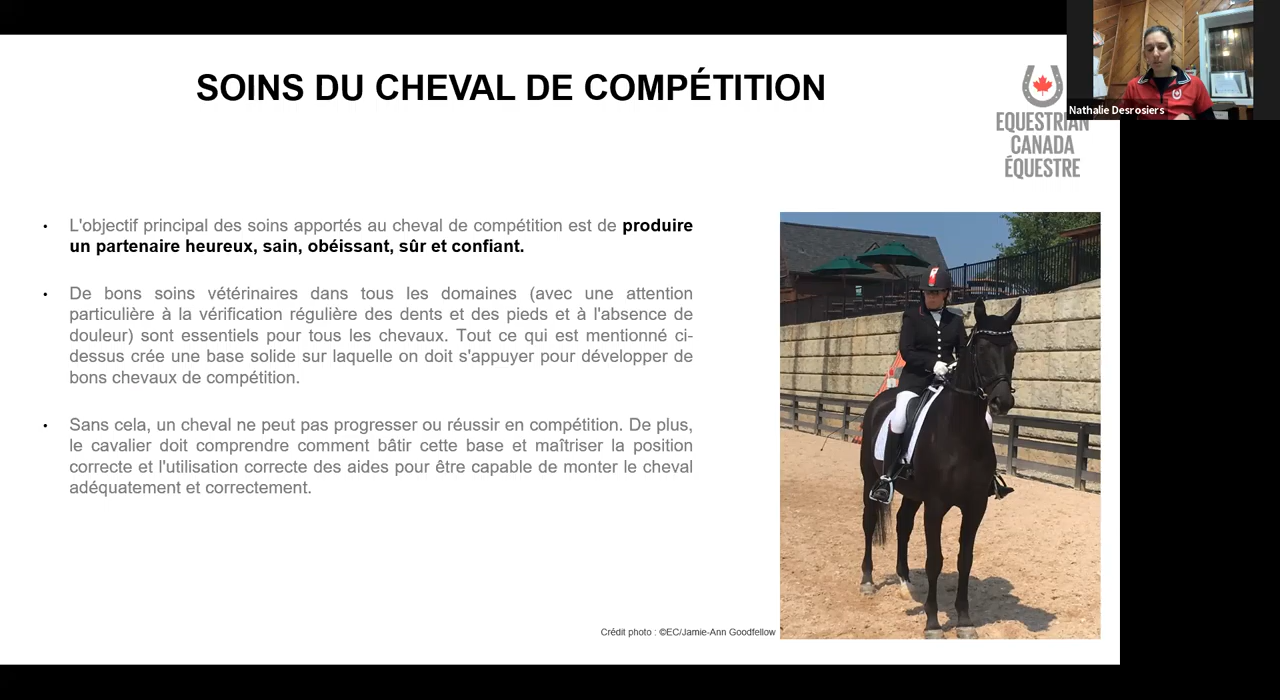 SOINS DU CHEVAL DE COMPÉTITION
Nathalie Desrosiers
EQUESTRIAN
CANADA
ÉQUESTRE
• L'objectif principal des soins apportés au cheval de compétition est de produire
un partenaire heureux, sain, obéissant, sûr et confiant.
• De bons soins vétérinaires dans tous les domaines (avec une attention
particulière à la vérification régulière des dents et des pieds et à l'absence de
douleur) sont essentiels pour tous les chevaux. Tout ce qui est mentionné ci-
dessus crée une base solide sur laquelle on doit s'appuyer pour développer de
bons chevaux de compétition.
• Sans cela, un cheval ne peut pas progresser ou réussir en compétition. De plus,
le cavalier doit comprendre comment bâtir cette base et maîtriser la position
correcte et l'utilisation correcte des aides pour être capable de monter le cheval
adéquatement et correctement.
Crédit photo : ©EC/Jamie-Ann Goodfellow